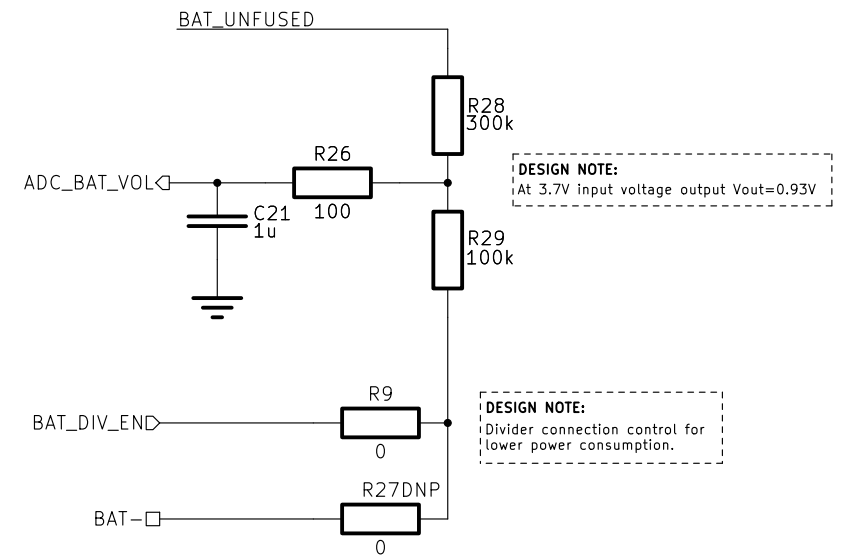 BAT_UNFUSED
R28
300k
R26
ADC_BAT_VOL
100
C21
1u
DESIGN NOTE:
At 3.7V input voltage output Vout=0.93V
R29
100k
R9
BAT_DIV_EN
0
DESIGN NOTE:
Divider connection control for
lower power consumption.
R27DNP
BAT-
0